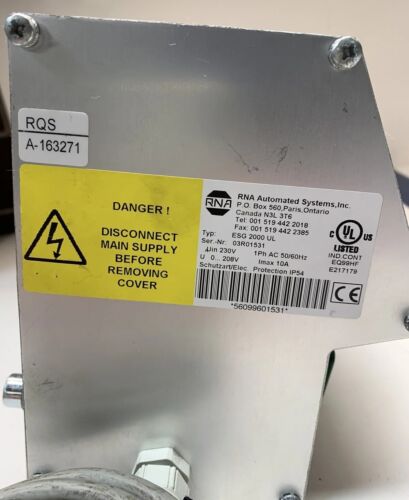 RQS
A-163271
DANGER !
DISCONNECT
MAIN SUPPLY
BEFORE
REMOVING
COVER
RNA
RNA Automated Systems,Inc.
P.O. Box 560,Paris,Ontario
Canada N3L 3T6
Tel: 001 519 442 2018
Fax: 001 519 442 2385
Typ: ESG 2000 UL
Ser.-Nr: 03R01531
Uin 230V 1Ph AC 50/60Hz
U 0... 208V Imax 10A
Schutzart/Elec. Protection IP54
C UL US
LISTED
IND.CONT
EQ99HF
E217179
CE
*56099601531*